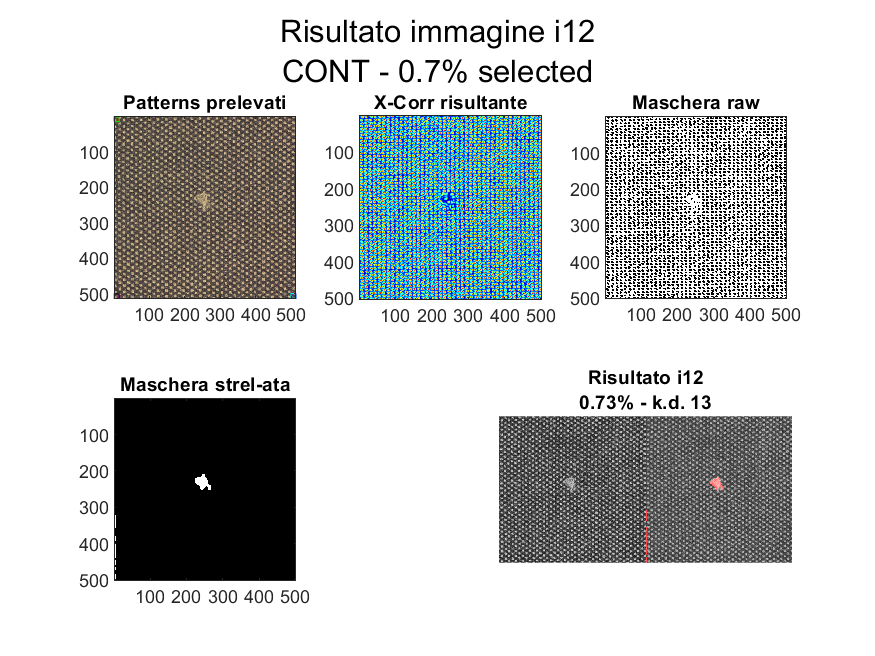 Risultato immagine i12
CONT - 0.7% selected
Patterns prelevati
100
200
300
400
500
100 200 300 400 500
X-Corr risultante
100
200
300
400
500
100 200 300 400 500
Maschera raw
100
200
300
400
500
100 200 300 400 500
Maschera strel-ata
100
200
300
400
500
100 200 300 400 500
Risultato i12
0.73% - k.d. 13